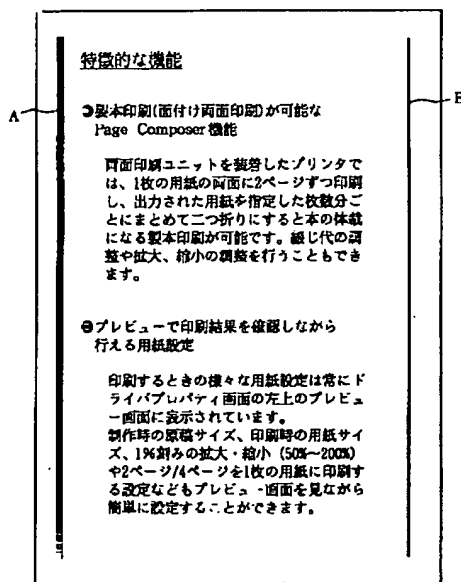 特徴的な機能
A
B
製本印刷(面付け両面印刷)が可能な
Page Composer機能
両面印刷ユニットを装着したプリンタで
は、1枚の用紙の両面に2ページずつ印刷
し、出力された用紙を指定した枚数分ご
とにまとめて二つ折りにすると本の体裁
になる製本印刷が可能です。綴じ代の調
整や拡大、縮小の調整を行うこともでき
ます。
プレビューで印刷結果を確認しながら
行える用紙設定
印刷するときの様々な用紙設定は常にド
ライバプロパティ画面の左上のプレビュ
ー画面に表示されています。
制作時の原稿サイズ、印刷時の用紙サイ
ズ、1%刻みの拡大・縮小(50%~200%)
や2ページ/4ページを1枚の用紙に印刷す
る設定などもプレビュー画面を見ながら
簡単に設定することができます。